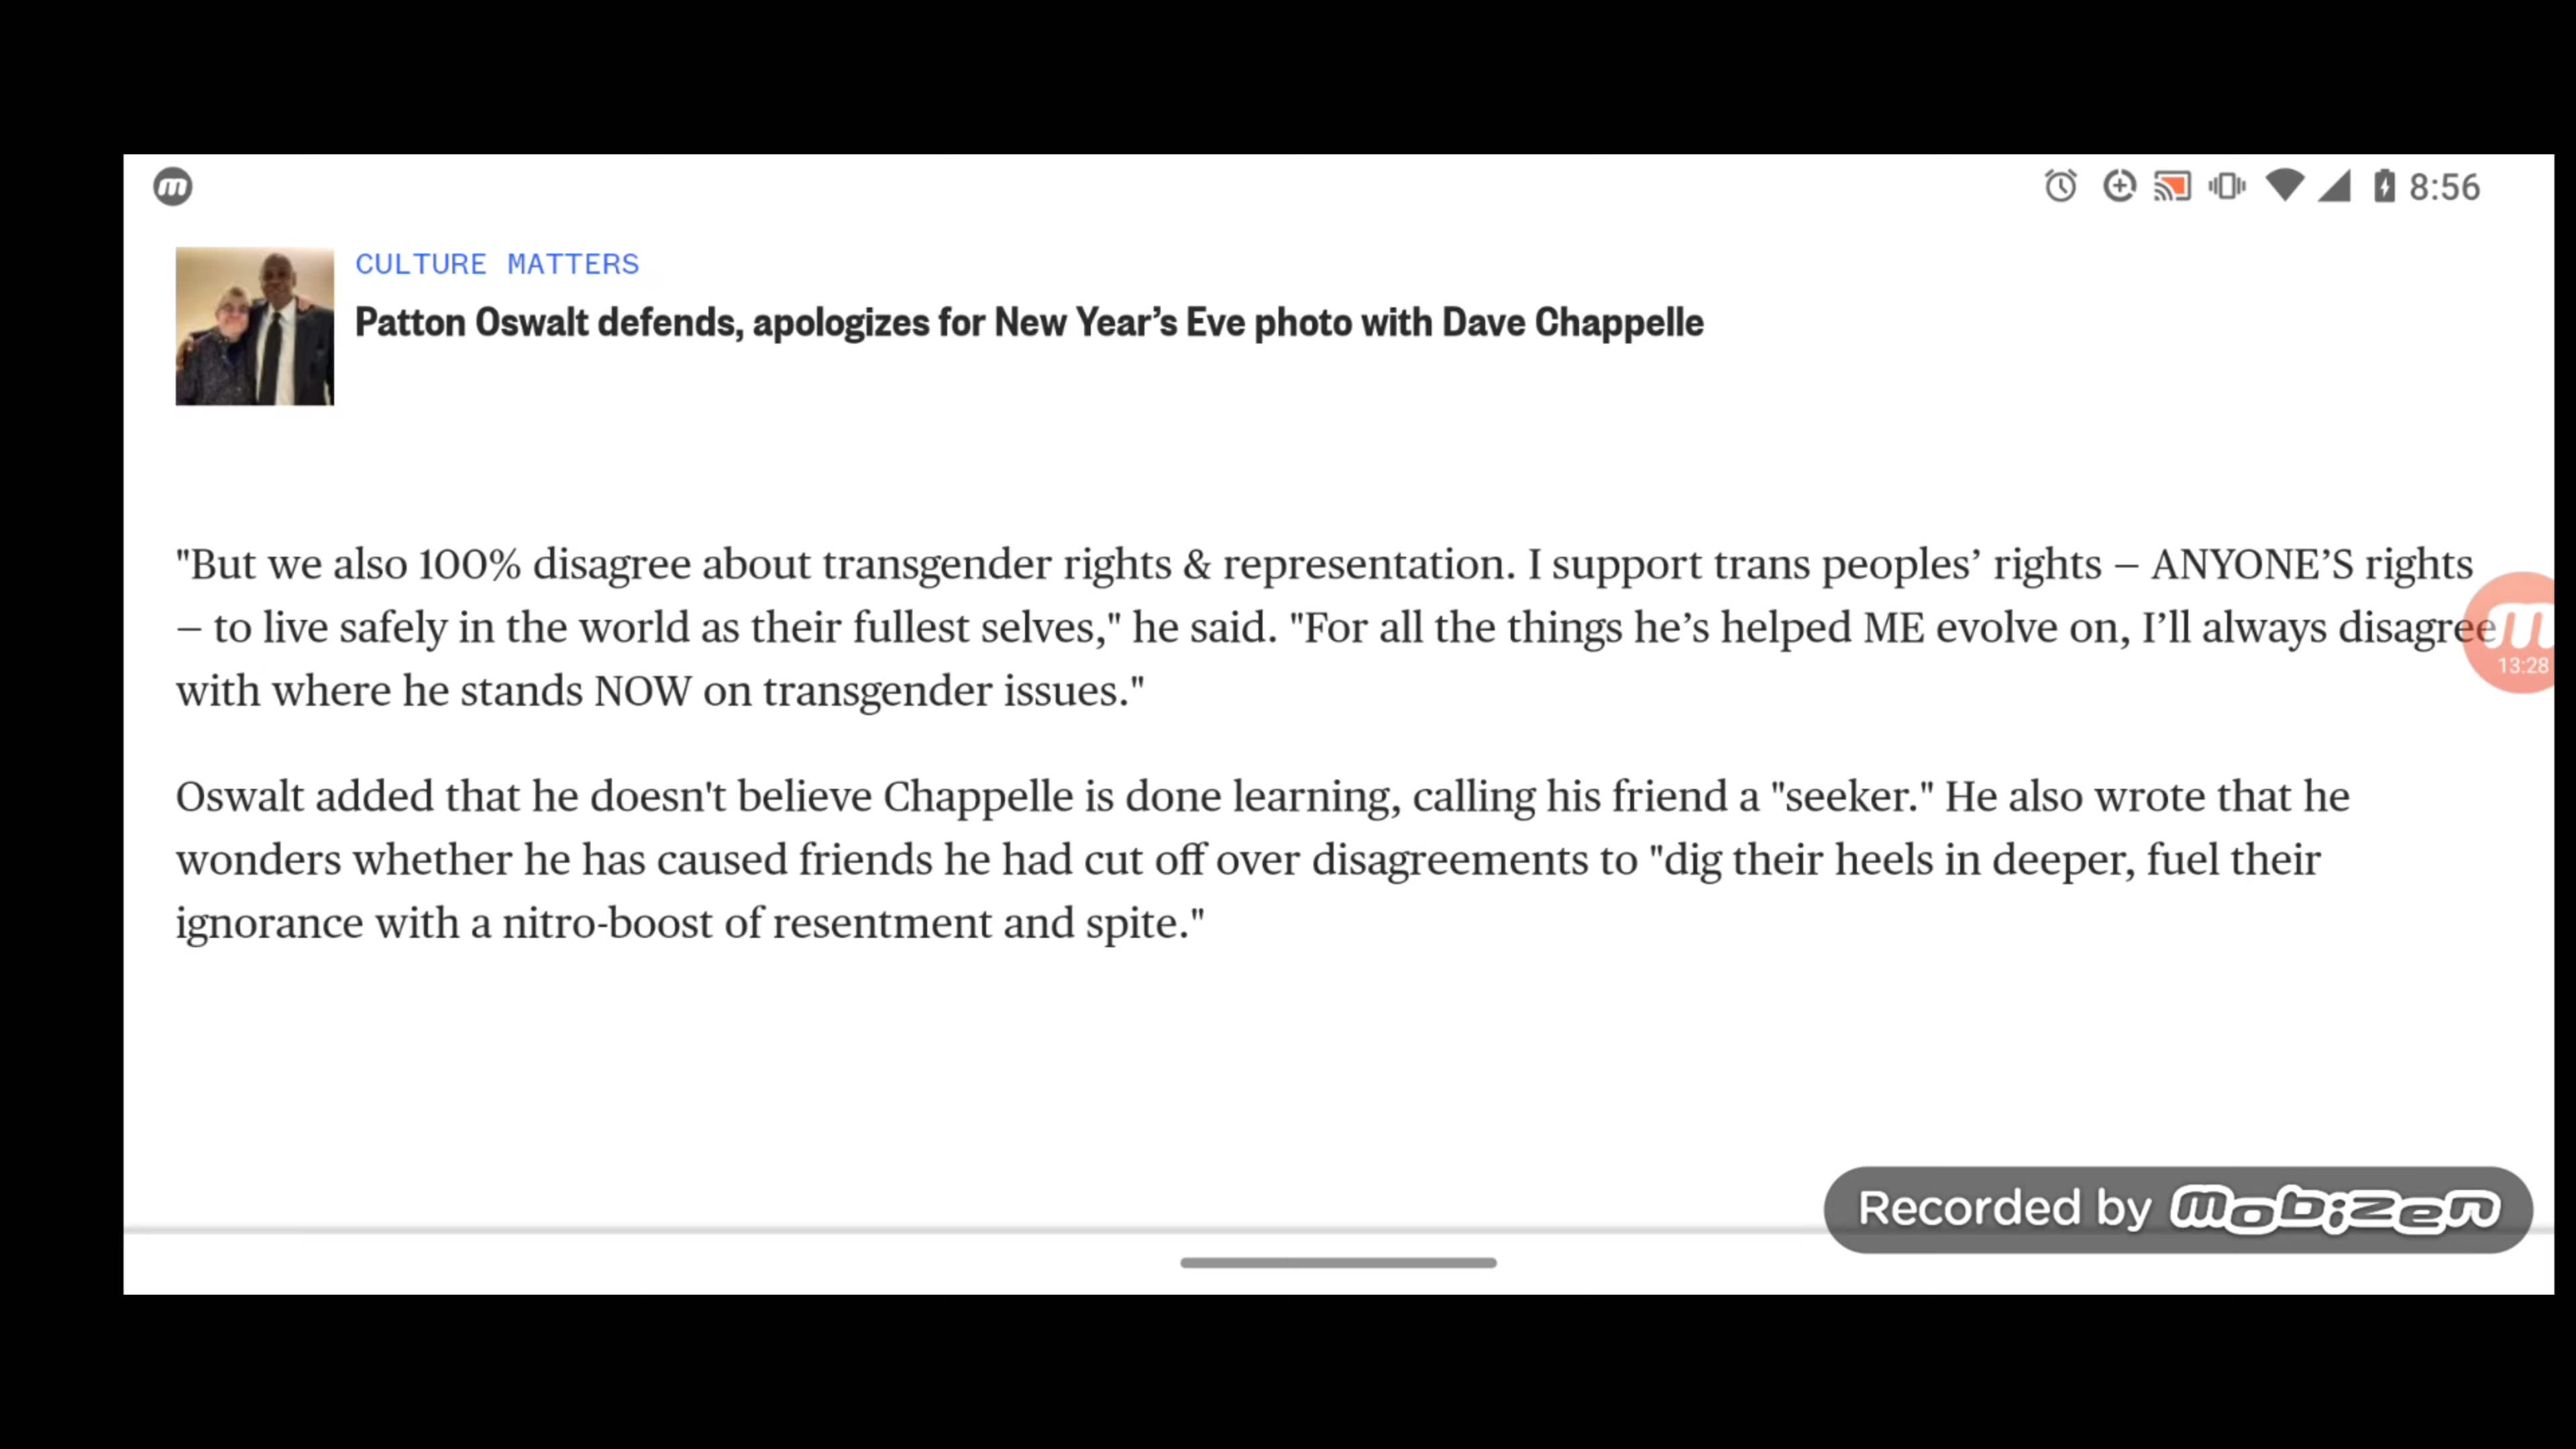 m
8:56
CULTURE MATTERS
Patton Oswalt defends, apologizes for New Year’s Eve photo with Dave Chappelle
"But we also 100% disagree about transgender rights & representation. I support trans peoples’ rights – ANYONE’S rights
– to live safely in the world as their fullest selves," he said. "For all the things he’s helped ME evolve on, I’ll always disagree
with where he stands NOW on transgender issues."
m
13:28
Oswalt added that he doesn't believe Chappelle is done learning, calling his friend a "seeker." He also wrote that he
wonders whether he has caused friends he had cut off over disagreements to "dig their heels in deeper, fuel their
ignorance with a nitro-boost of resentment and spite."
Recorded by mobizen